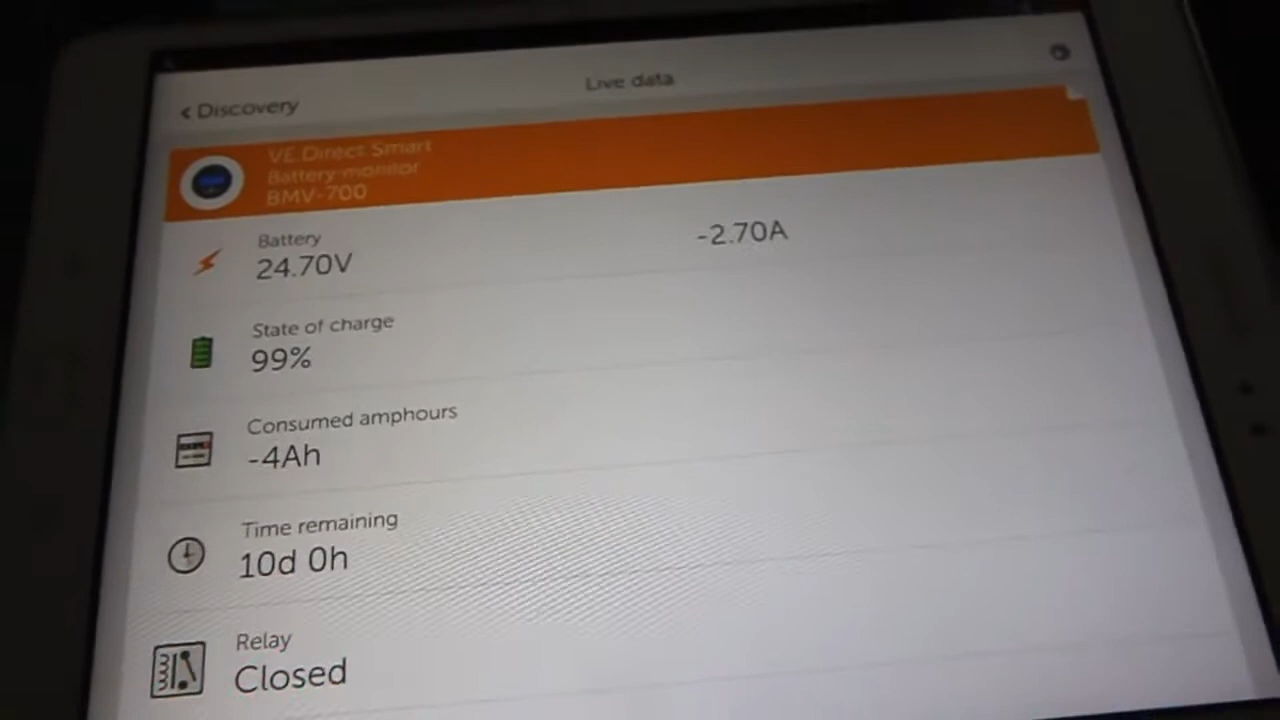 Live data
< Discovery
VE.Direct Smart
Battery monitor
BMV-700
Battery
24.70V
-2.70A
State of charge
99%
Consumed amphours
-4Ah
Time remaining
10d 0h
Relay
Closed